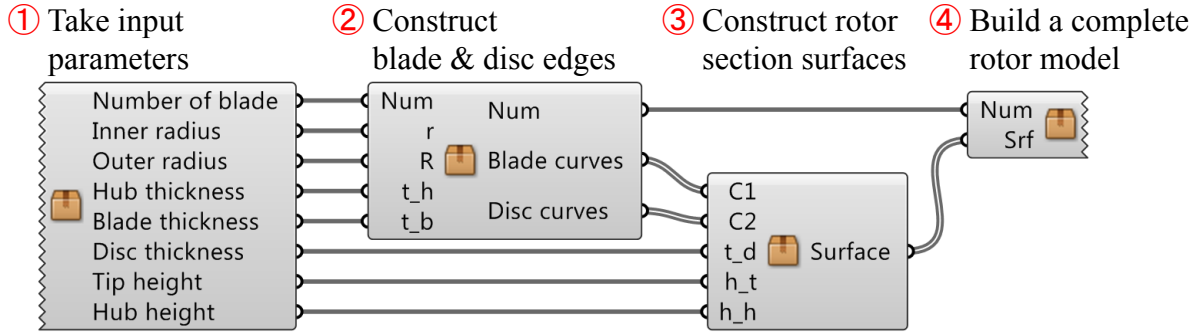 ① Take input
parameters
② Construct
blade & disc edges
③ Construct rotor
section surfaces
④ Build a complete
rotor model
Number of blade
Inner radius
Outer radius
Hub thickness
Blade thickness
Disc thickness
Tip height
Hub height
Num
r
R
t_h
t_b
Num
Blade curves
Disc curves
C1
C2
t_d
h_t
h_h
Surface
Num
Srf